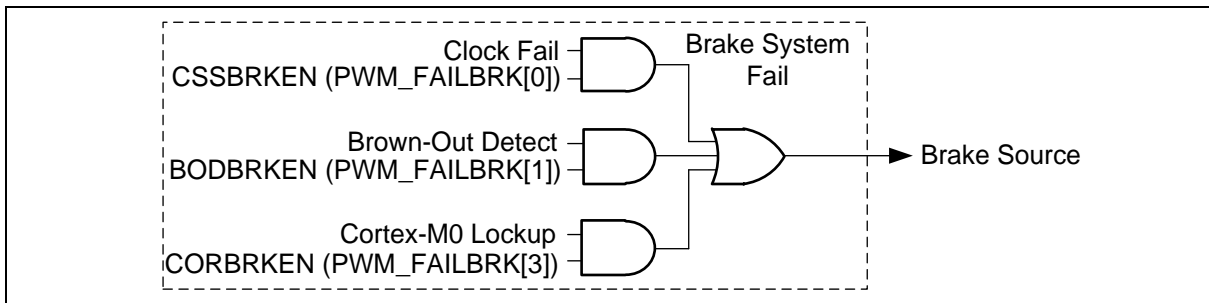 Clock Fail
CSSBRKEN (PWM_FAILBRK[0])
Brake System
Fail
Brown-Out Detect
BODBRKEN (PWM_FAILBRK[1])
Brake Source
Cortex-M0 Lockup
CORBRKEN (PWM_FAILBRK[3])